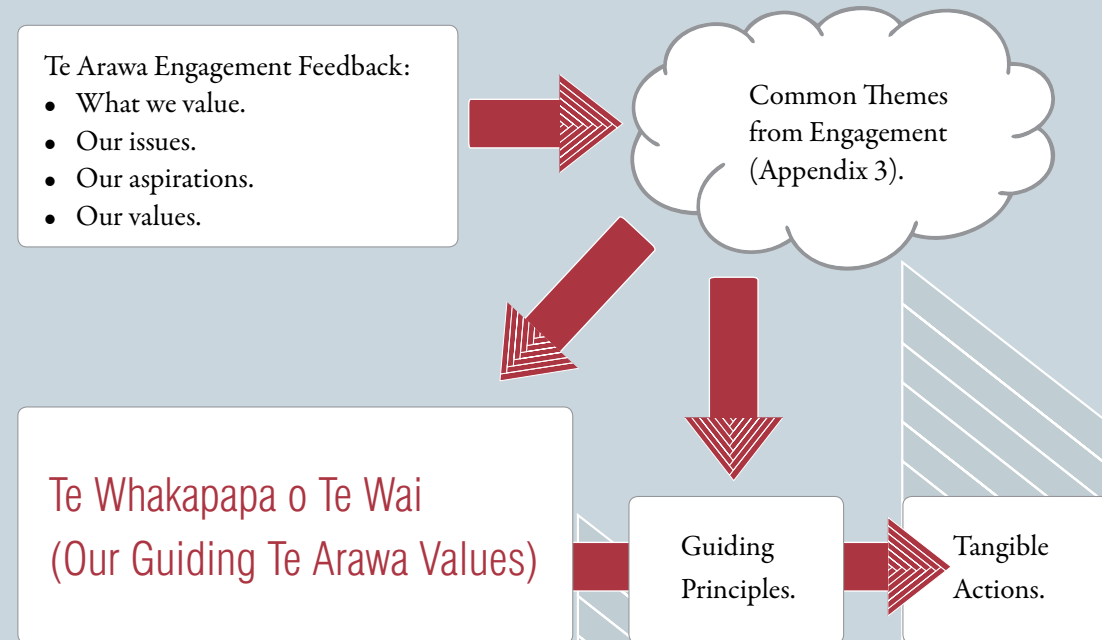 Te Arawa Engagement Feedback:
• What we value.
• Our issues.
• Our aspirations.
• Our values.
Common Themes
from Engagement
(Appendix 3).
Te Whakapapa o Te Wai
(Our Guiding Te Arawa Values)
Guiding
Principles.
Tangible
Actions.